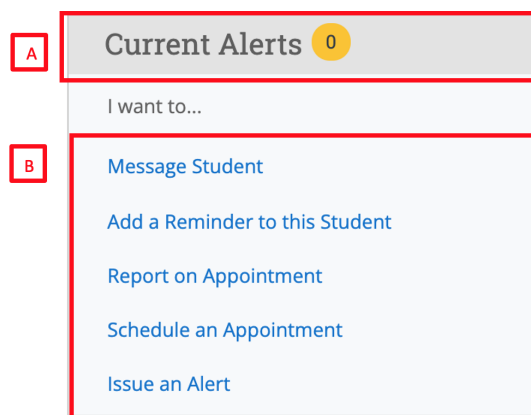 A
Current Alerts 0
I want to...
B
Message Student
Add a Reminder to this Student
Report on Appointment
Schedule an Appointment
Issue an Alert